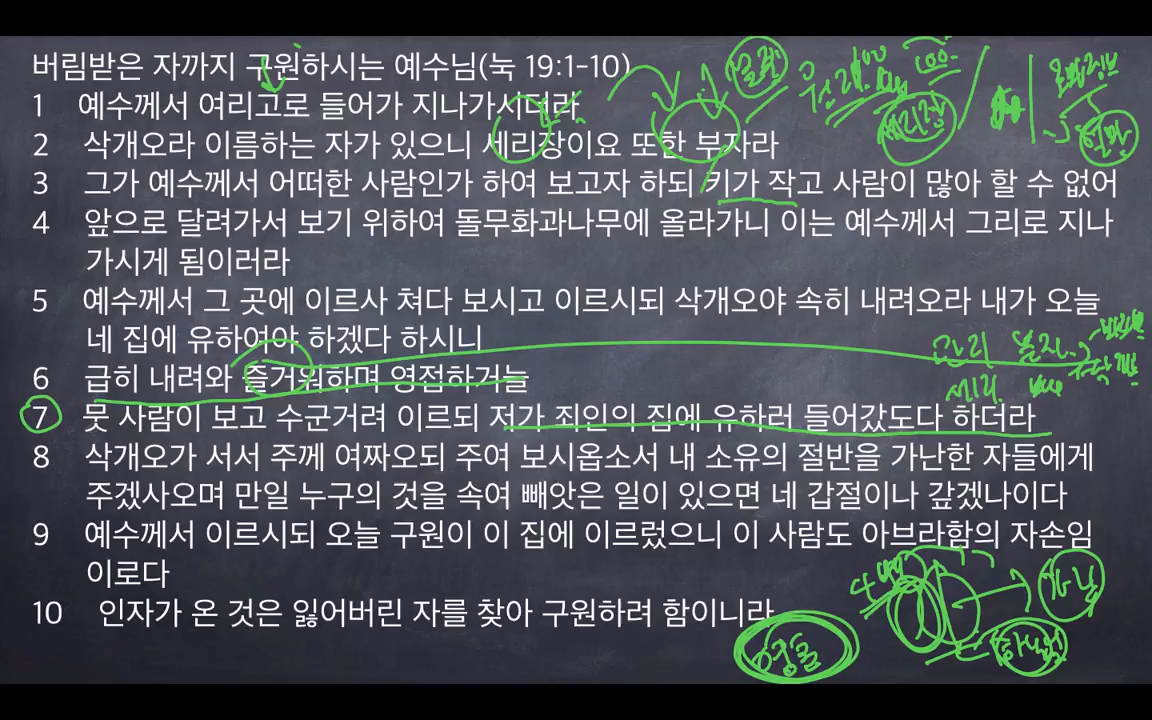 버림받은 자까지 구원하시는 예수님(눅 19:1-10)
1 예수께서 여리고로 들어가 지나가시더라
2 삭개오라 이름하는 자가 있으니 세리장이요 또한 부자라
3 그가 예수께서 어떠한 사람인가 하여 보고자 하되 키가 작고 사람이 많아 할 수 없어
4 앞으로 달려가서 보기 위하여 돌무화과나무에 올라가니 이는 예수께서 그리로 지나
가시게 됨이러라
5 예수께서 그 곳에 이르사 쳐다 보시고 이르시되 삭개오야 속히 내려오라 내가 오늘
네 집에 유하여야 하겠다 하시니
6 급히 내려와 즐거워하며 영접하거늘
7 뭇 사람이 보고 수군거려 이르되 저가 죄인의 집에 유하러 들어갔도다 하더라
8 삭개오가 서서 주께 여짜오되 주여 보시옵소서 내 소유의 절반을 가난한 자들에게
주겠사오며 만일 누구의 것을 속여 빼앗은 일이 있으면 네 갑절이나 갚겠나이다
9 예수께서 이르시되 오늘 구원이 이 집에 이르렀으니 이 사람도 아브라함의 자손임
이로다
10 인자가 온 것은 잃어버린 자를 찾아 구원하려 함이니라
세리장
관리
세리